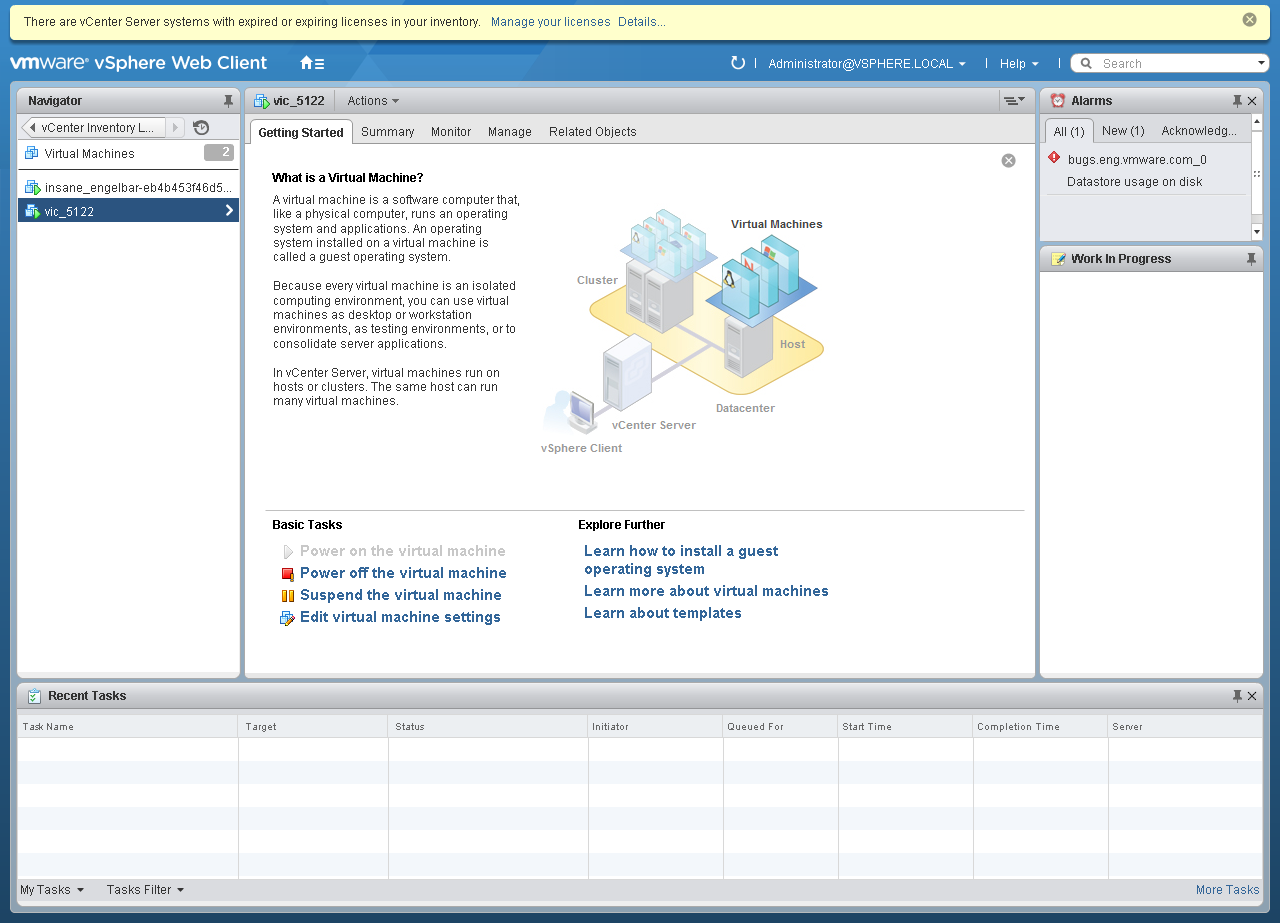 There are vCenter Server systems with expired or expiring licenses in your inventory. Manage your licenses Details...
vmware® vSphere Web Client
Administrator@VSPHERE.LOCAL
Help
Search
Navigator
vCenter Inventory L...
Virtual Machines 2
insane_engelbar-eb4b453f46d5...
vic_5122
vic_5122 Actions
Getting Started Summary Monitor Manage Related Objects
What is a Virtual Machine?
A virtual machine is a software computer that,
like a physical computer, runs an operating
system and applications. An operating
system installed on a virtual machine is
called a guest operating system.
Because every virtual machine is an isolated
computing environment, you can use virtual
machines as desktop or workstation
environments, as testing environments, or to
consolidate server applications.
In vCenter Server, virtual machines run on
hosts or clusters. The same host can run
many virtual machines.
Virtual Machines
Cluster
Host
Datacenter
vCenter Server
vSphere Client
Basic Tasks
Power on the virtual machine
Power off the virtual machine
Suspend the virtual machine
Edit virtual machine settings
Explore Further
Learn how to install a guest
operating system
Learn more about virtual machines
Learn about templates
Alarms
All (1) New (1) Acknowledg...
bugs.eng.vmware.com_0
Datastore usage on disk
Work In Progress
Recent Tasks
Task Name Target Status Initiator Queued For Start Time Completion Time Server
My Tasks Tasks Filter More Tasks